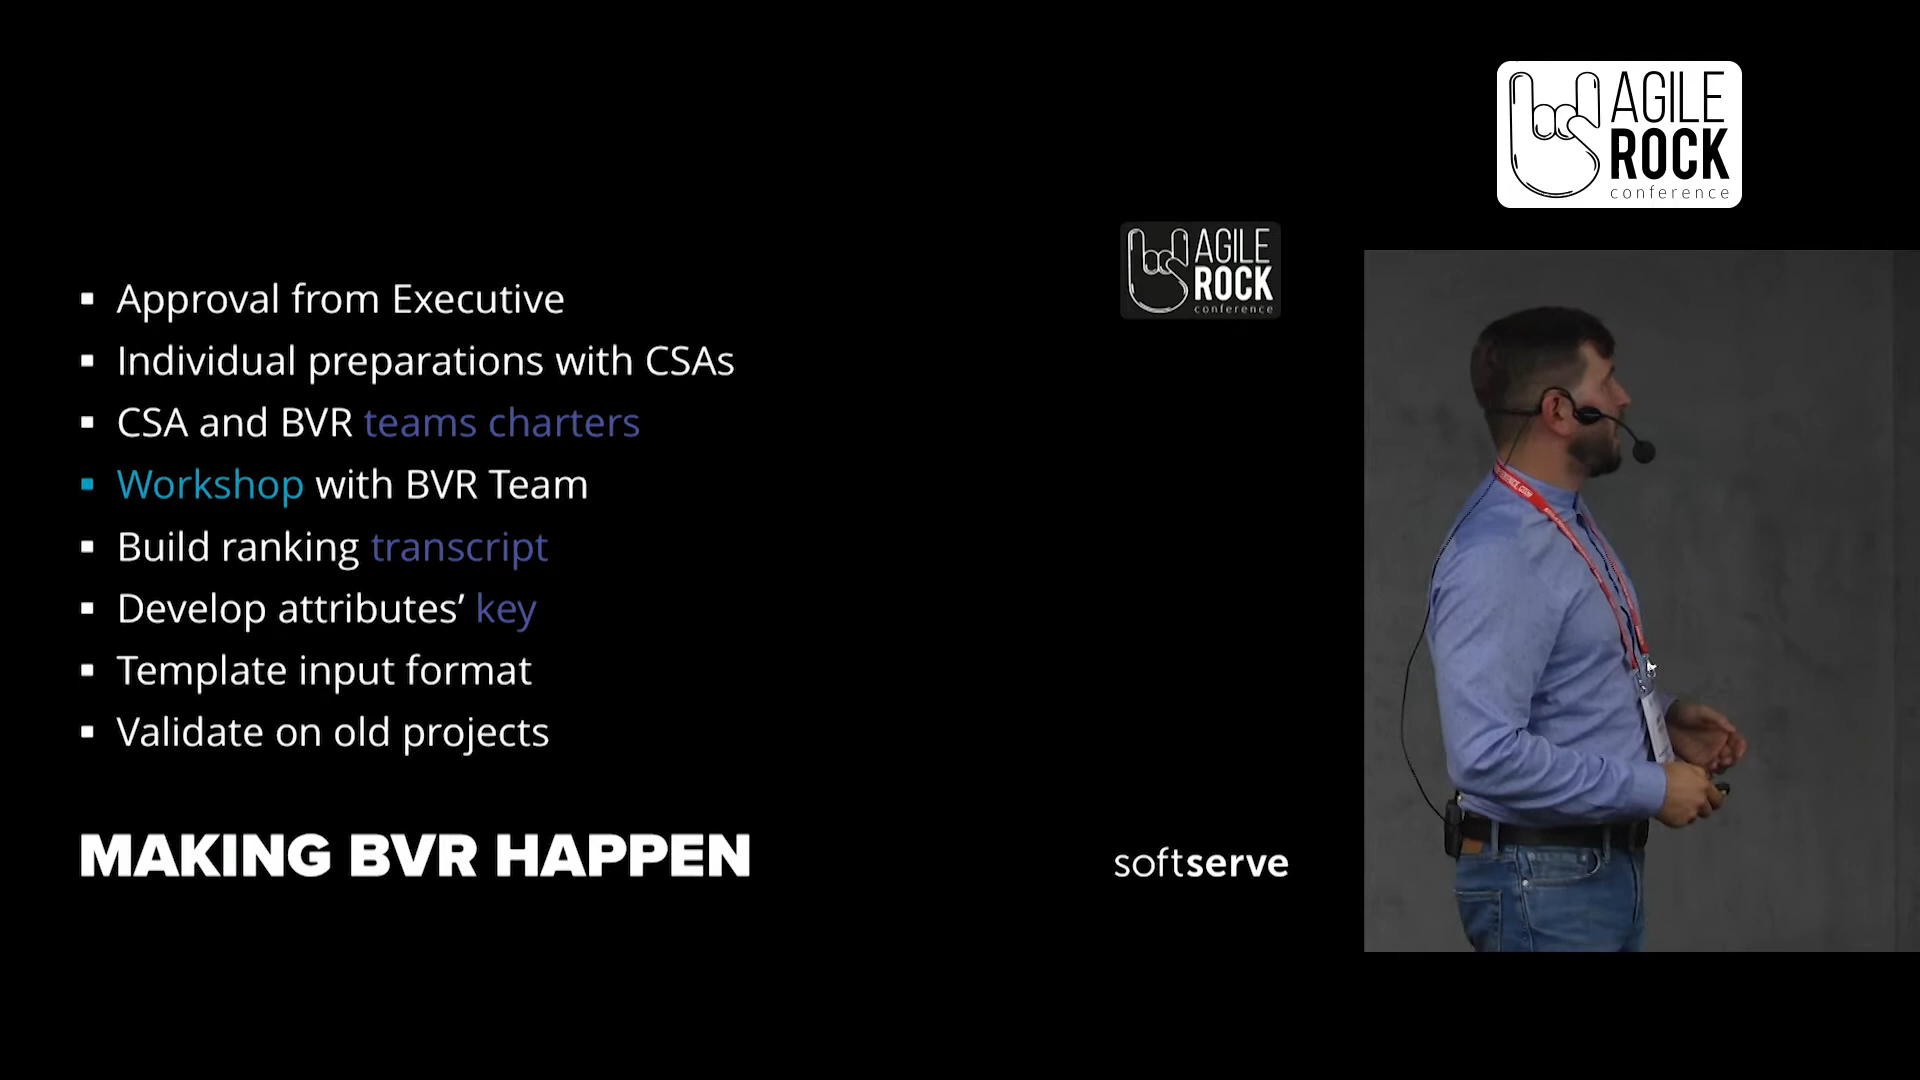 AGILE
ROCK
conference
AGILE
ROCK
conference
▪ Approval from Executive
▪ Individual preparations with CSAs
▪ CSA and BVR teams charters
▪ Workshop with BVR Team
▪ Build ranking transcript
▪ Develop attributes’ key
▪ Template input format
▪ Validate on old projects
MAKING BVR HAPPEN
softserve